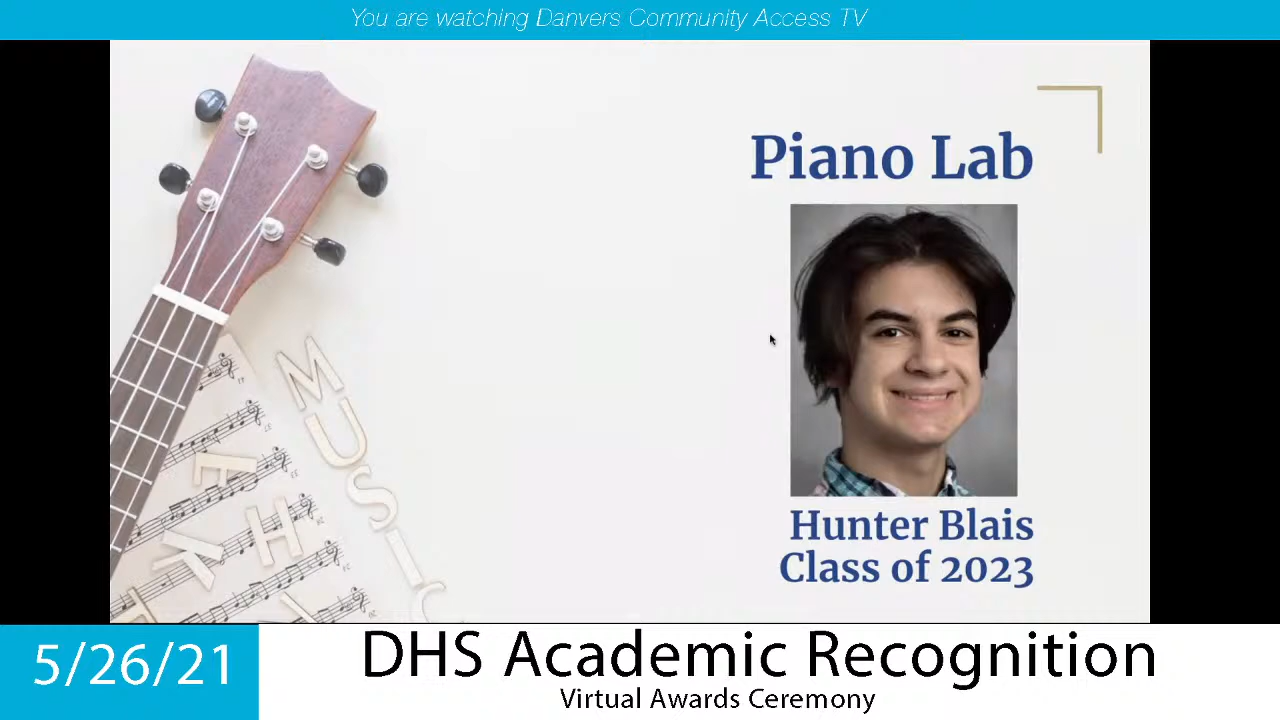 You are watching Danvers Community Access TV
Piano Lab
MUSIC
Hunter Blais
Class of 2023
5/26/21
DHS Academic Recognition
Virtual Awards Ceremony